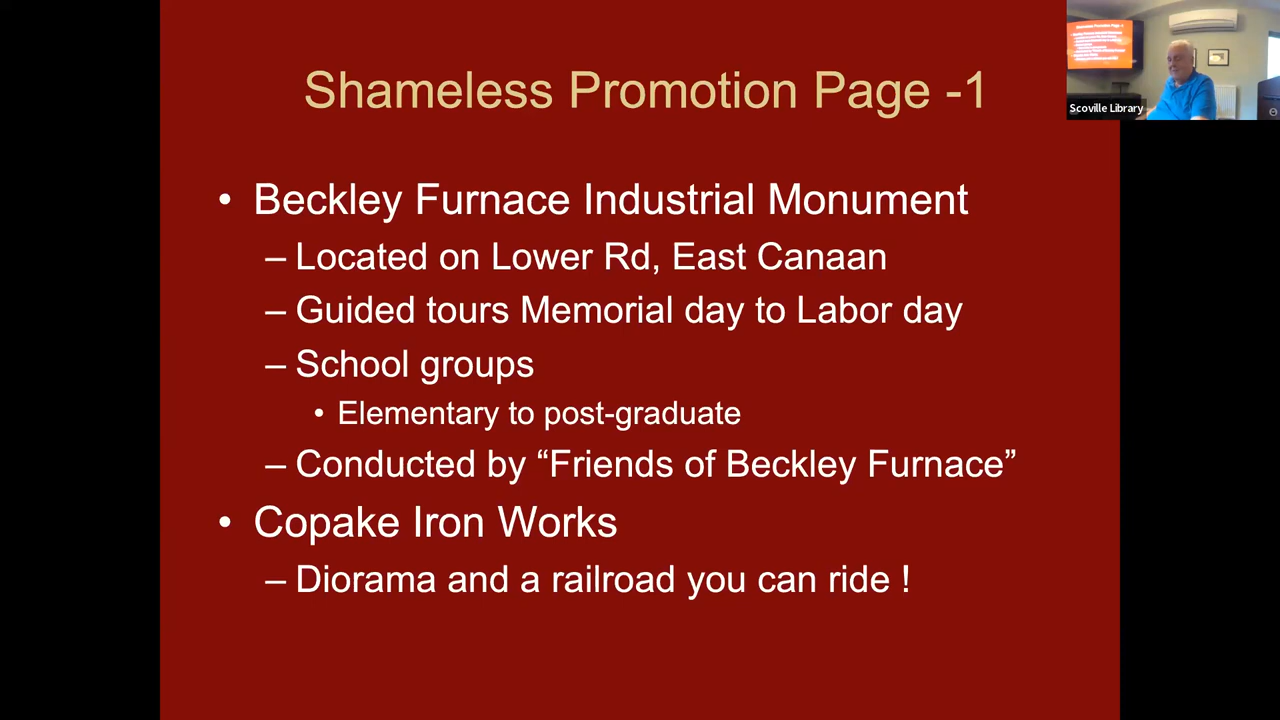 Shameless Promotion Page -1
Scoville Library
• Beckley Furnace Industrial Monument
– Located on Lower Rd, East Canaan
– Guided tours Memorial day to Labor day
– School groups
• Elementary to post-graduate
– Conducted by “Friends of Beckley Furnace”
• Copake Iron Works
– Diorama and a railroad you can ride !